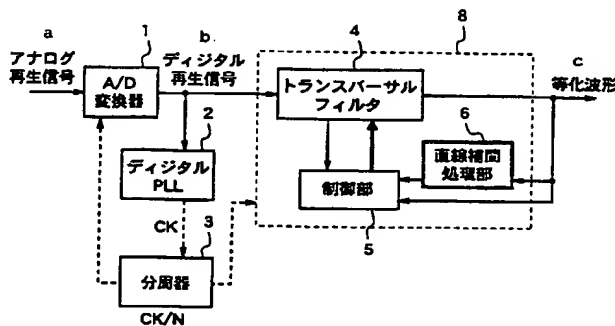 a
アナログ
再生信号
1
A/D
変換器
b
ディジタル
再生信号
2
ディジタル
PLL
CK
3
分周器
CK/N
8
4
トランスバーサル
フィルタ
c
等化波形
6
直線補間
処理部
制御部
5